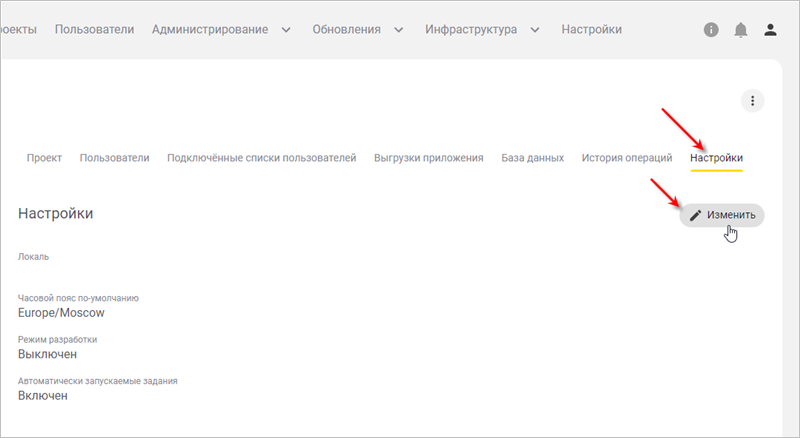 оекты Пользователи Администрирование Обновления Инфраструктура Настройки
Проект Пользователи Подключённые списки пользователей Выгрузки приложения База данных История операций Настройки
Настройки
Изменить
Локаль
Часовой пояс по-умолчанию
Europe/Moscow
Режим разработки
Выключен
Автоматически запускаемые задания
Включен